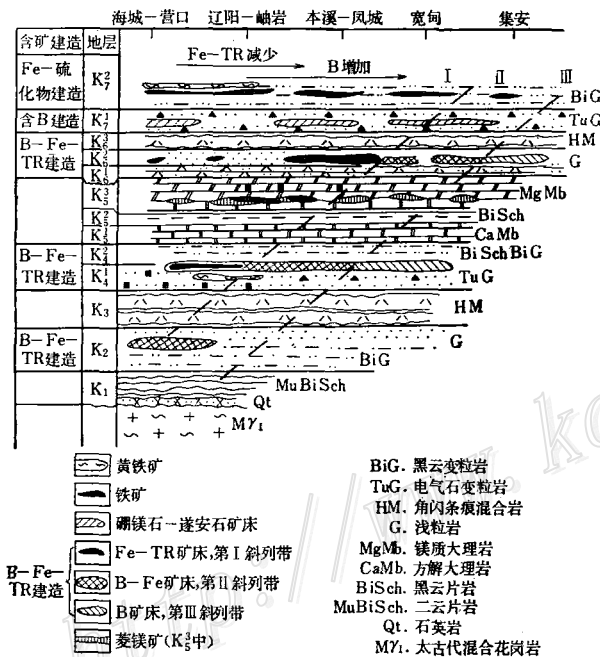 海城－营口 辽阳－岫岩 本溪－凤城 宽甸 集安
含矿建造 地层
Fe－TR减少
B增加
I II III
Fe－硫化物建造 K₇² BiG
含B建造 K₇¹ TuG
B－Fe－TR建造 K₆³ HM
K₆² G
K₆¹
K₅³ MgMb
K₅² BiSch
K₅¹ CaMb
B－Fe－TR建造 K₄² BiSchBiG
K₄¹ TuG
K₃ HM
B－Fe－TR建造 K₂ G
BiG
K₁ MuBiSch
Qt
Mγ₁
黄铁矿
铁矿
硼镁石－遂安石矿床
B－Fe－TR建造
Fe－TR矿床,第I斜列带
B－Fe矿床,第II斜列带
B矿床,第III斜列带
菱镁矿(K₅³中)
BiG. 黑云变粒岩
TuG. 电气石变粒岩
HM. 角闪条痕混合岩
G. 浅粒岩
MgMb. 镁质大理岩
CaMb. 方解大理岩
BiSch. 黑云片岩
MuBiSch. 二云片岩
Qt. 石英岩
Mγ₁. 太古代混合花岗岩
http://www.